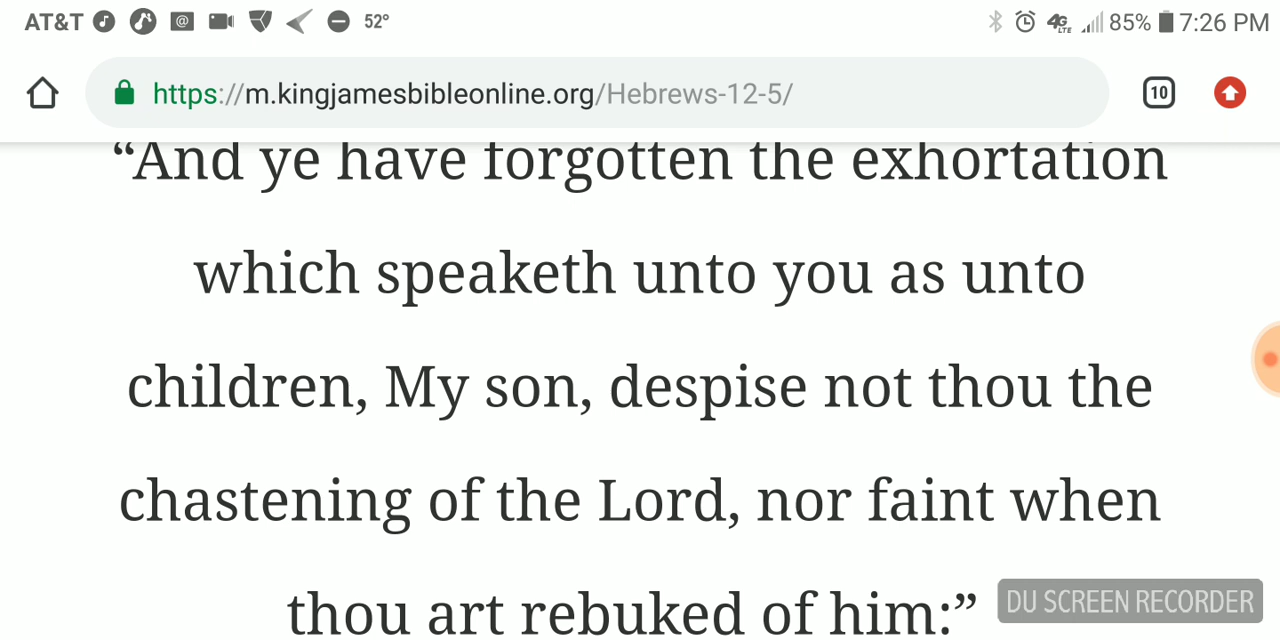 AT&T 52° 4G LTE 85% 7:26 PM
https://m.kingjamesbibleonline.org/Hebrews-12-5/ 10
“And ye have forgotten the exhortation
which speaketh unto you as unto
children, My son, despise not thou the
chastening of the Lord, nor faint when
thou art rebuked of him:”
DU SCREEN RECORDER